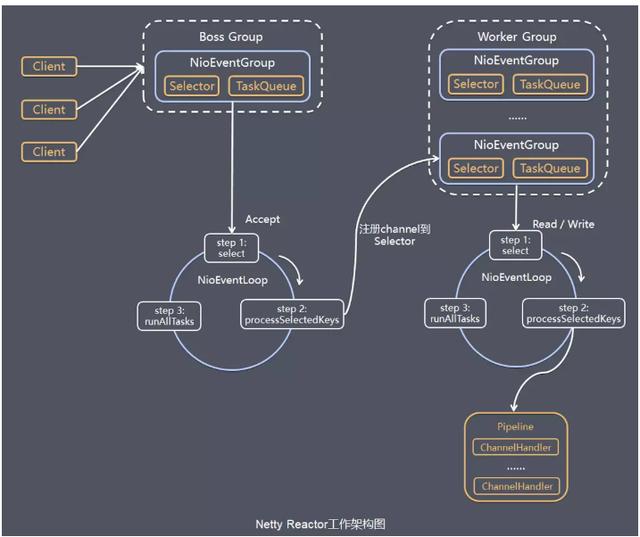 Client
Client
Client
Boss Group
NioEventGroup
Selector
TaskQueue
Accept
step 1:
select
NioEventLoop
step 2:
processSelectedKeys
step 3:
runAllTasks
注册channel到
Selector
Worker Group
NioEventGroup
Selector
TaskQueue
......
NioEventGroup
Selector
TaskQueue
Read / Write
step 1:
select
NioEventLoop
step 2:
processSelectedKeys
step 3:
runAllTasks
Pipeline
ChannelHandler
......
ChannelHandler
Netty Reactor工作架构图